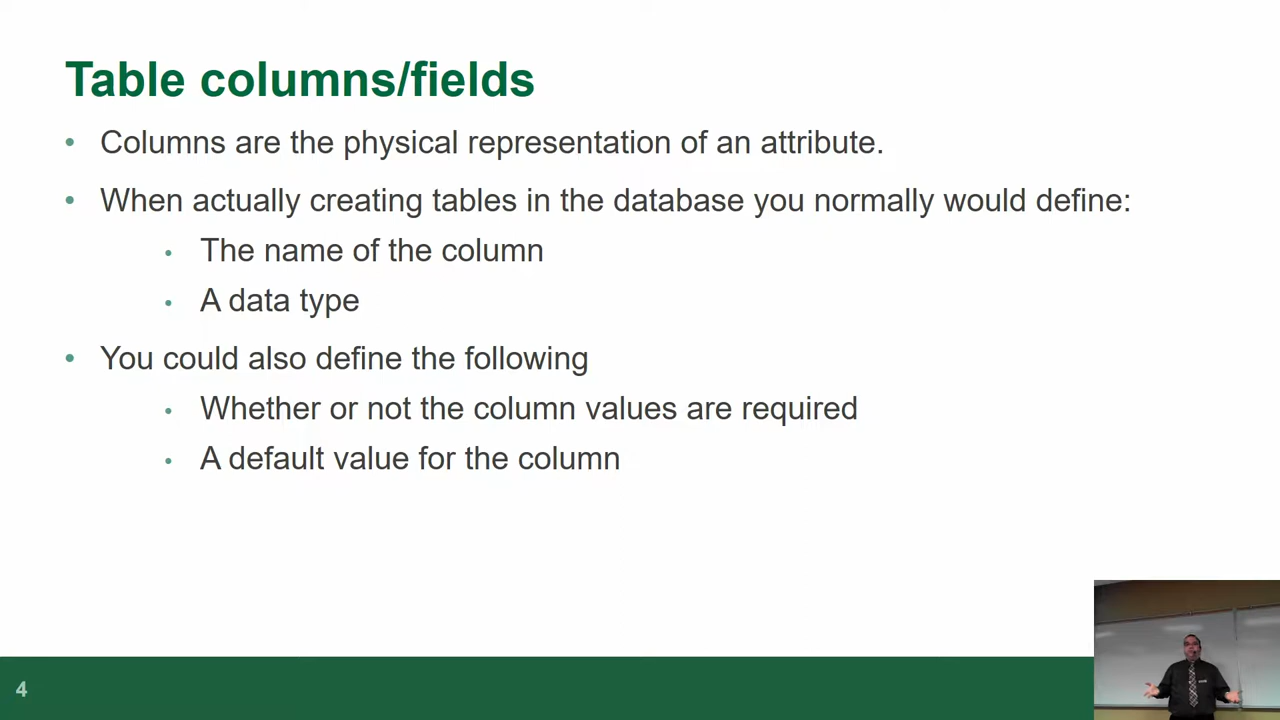 Table columns/fields
• Columns are the physical representation of an attribute.
• When actually creating tables in the database you normally would define:
• The name of the column
• A data type
• You could also define the following
• Whether or not the column values are required
• A default value for the column
4